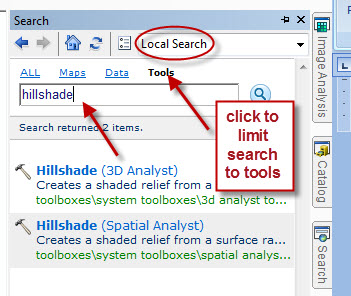 Search
Local Search
ALL Maps Data Tools
hillshade
click to
limit
search
to tools
Search returned 2 items.
Hillshade (3D Analyst)
Creates a shaded relief from a
toolboxes\system toolboxes\3d analyst to...
Hillshade (Spatial Analyst)
Creates a shaded relief from a surface ra...
toolboxes\system toolboxes\spatial analys...
Image Analysis
Catalog
Search